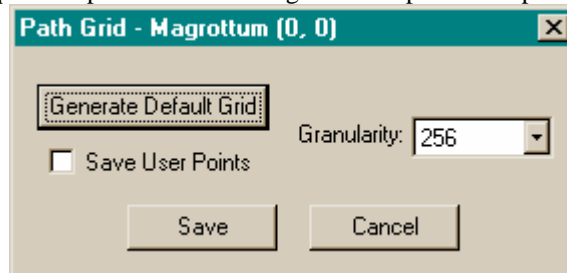 Path Grid - Magrottum (0, 0)
Generate Default Grid
Granularity: 256
Save User Points
Save Cancel